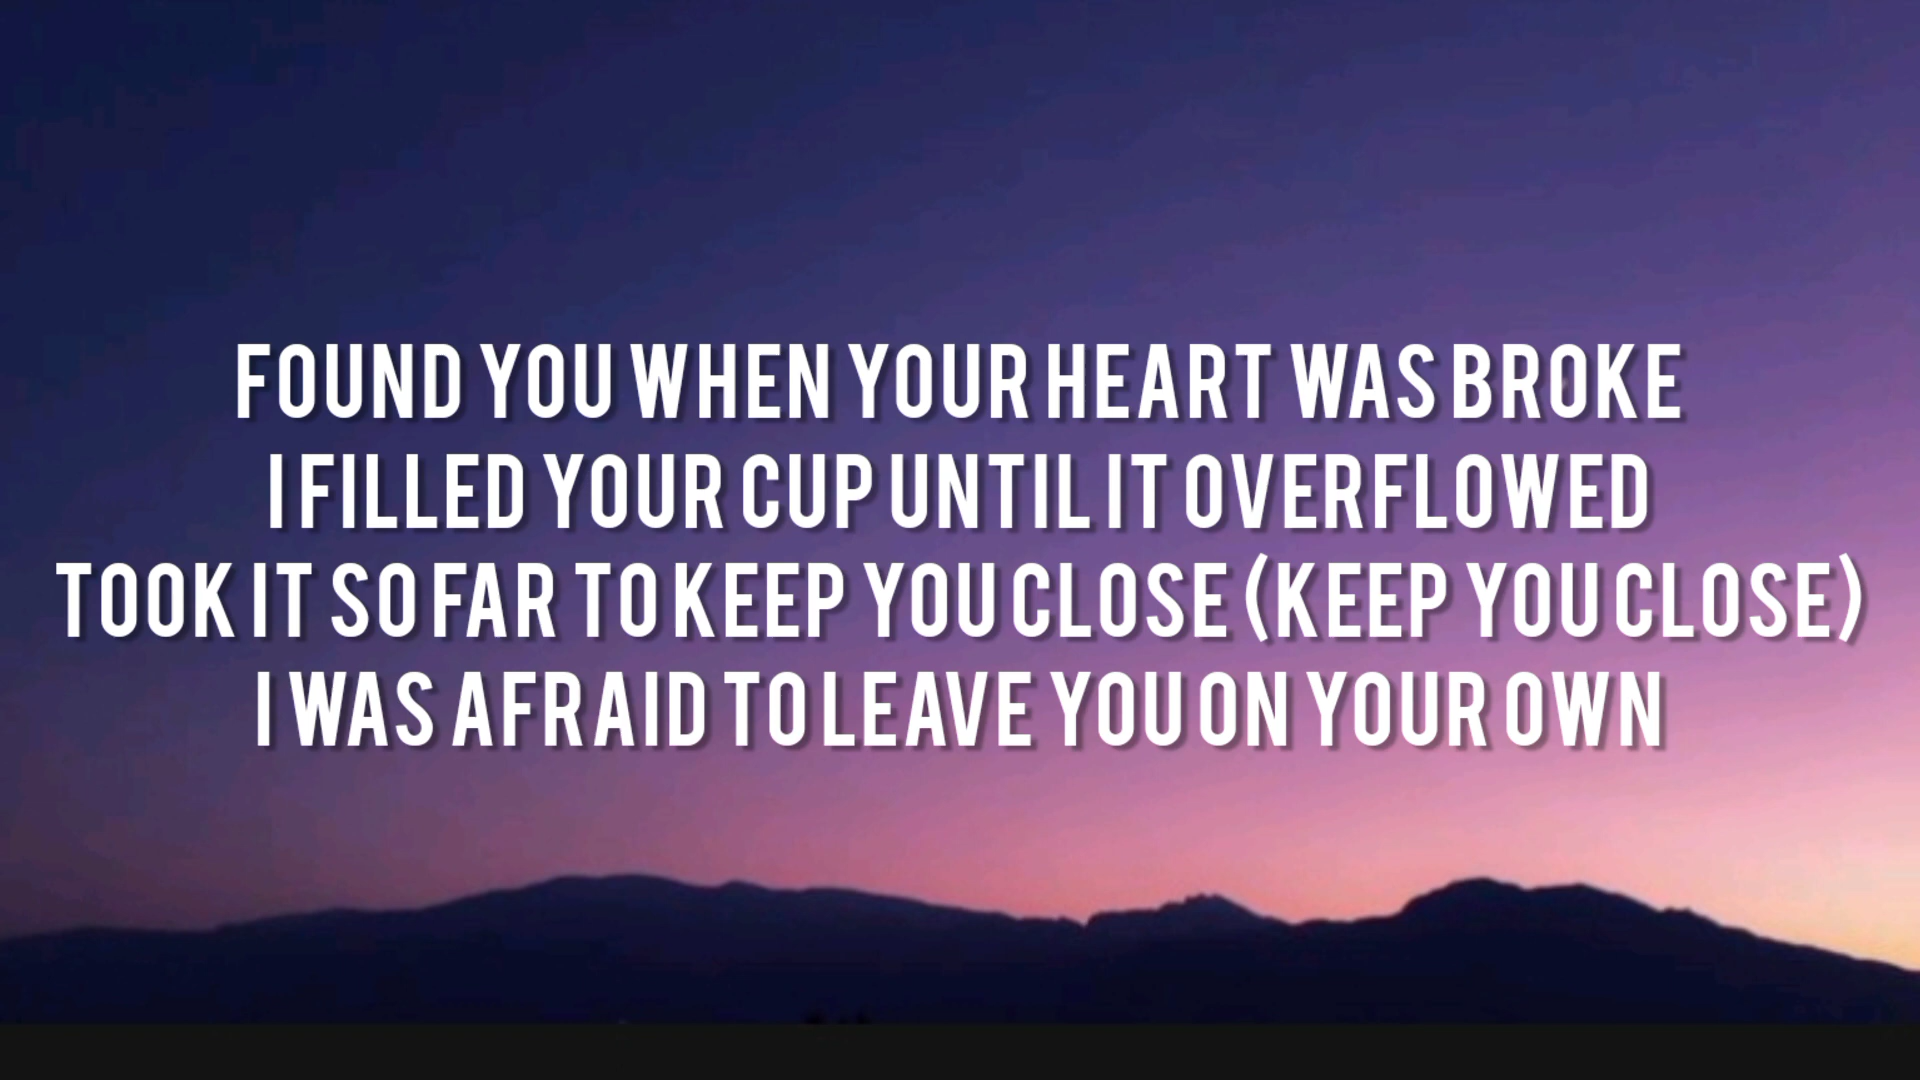 FOUND YOU WHEN YOUR HEART WAS BROKE
I FILLED YOUR CUP UNTIL IT OVERFLOWED
TOOK IT SO FAR TO KEEP YOU CLOSE (KEEP YOU CLOSE)
I WAS AFRAID TO LEAVE YOU ON YOUR OWN